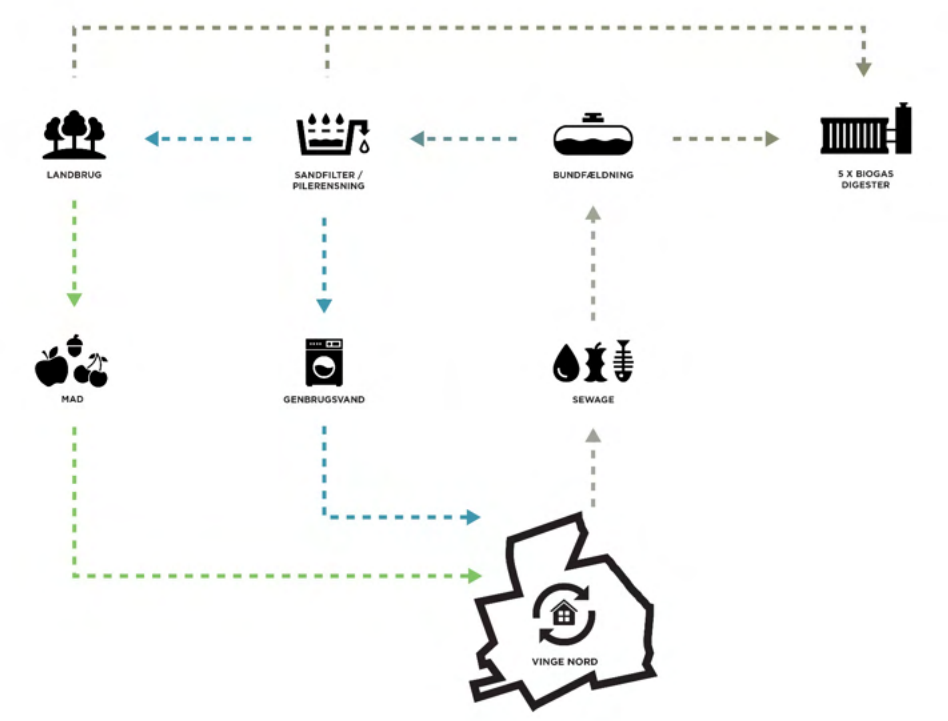 LANDBRUG
SANDFILTER /
PILERENSNING
BUNDFÆLDNING
5 X BIOGAS
DIGESTER
MAD
GENBRUGSVAND
SEWAGE
VINGE NORD